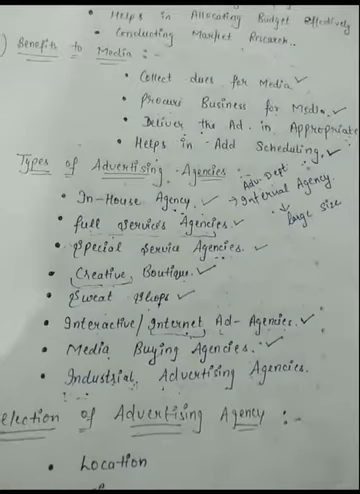 • Helps in Allocating Budget effectively
• Conducting Market Research.
) Benefits to Media :-
• Collect dues for Media ✓
• Procure Business for Media. ✓
• Deliver the Ad. in Appropriate
• Helps in Add Scheduling. ✓
Types of Advertising Agencies :-
Adv. Dept
• In-House Agency. ✓ → Internal Agency
↓
Large Size
• Full Services Agencies. ✓
• Special Service Agencies. ✓
• Creative Boutique. ✓
• Sweat Shops ✓
• Interactive/Internet Ad-Agencies. ✓
• Media Buying Agencies. ✓
• Industrial Advertising Agencies.
election of Advertising Agency :-
• Location